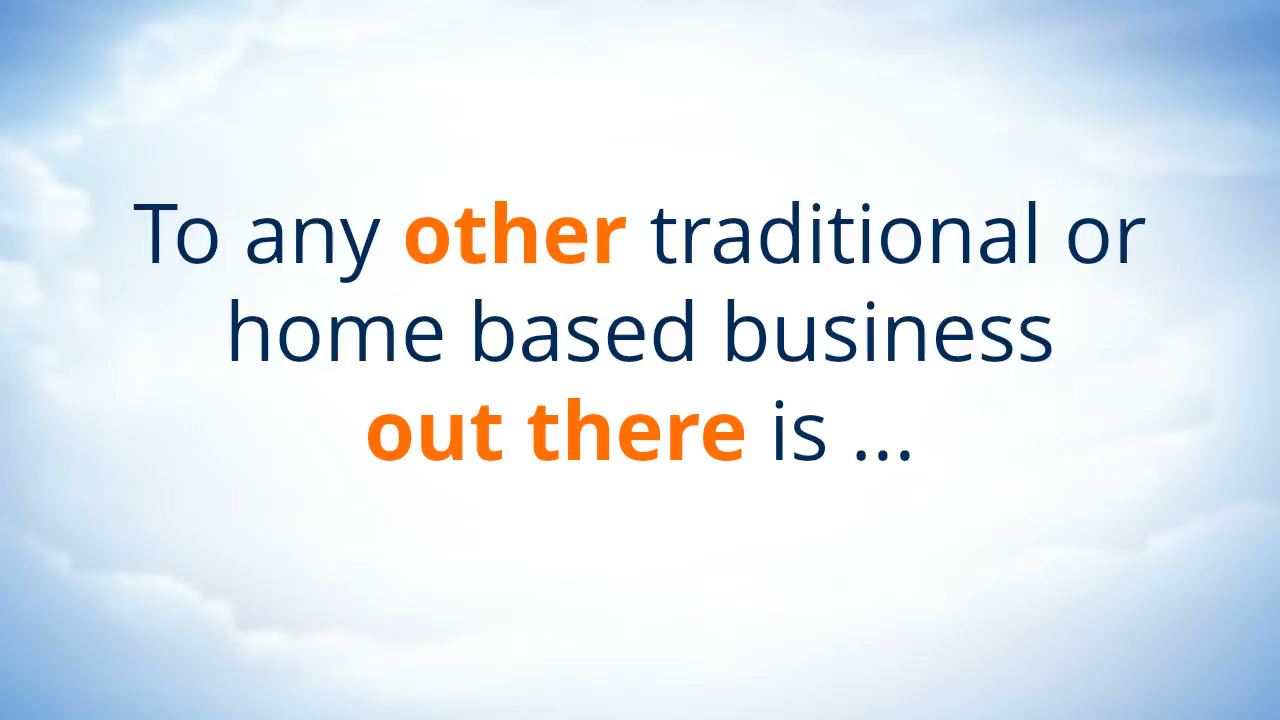 To any other traditional or
home based business
out there is ...